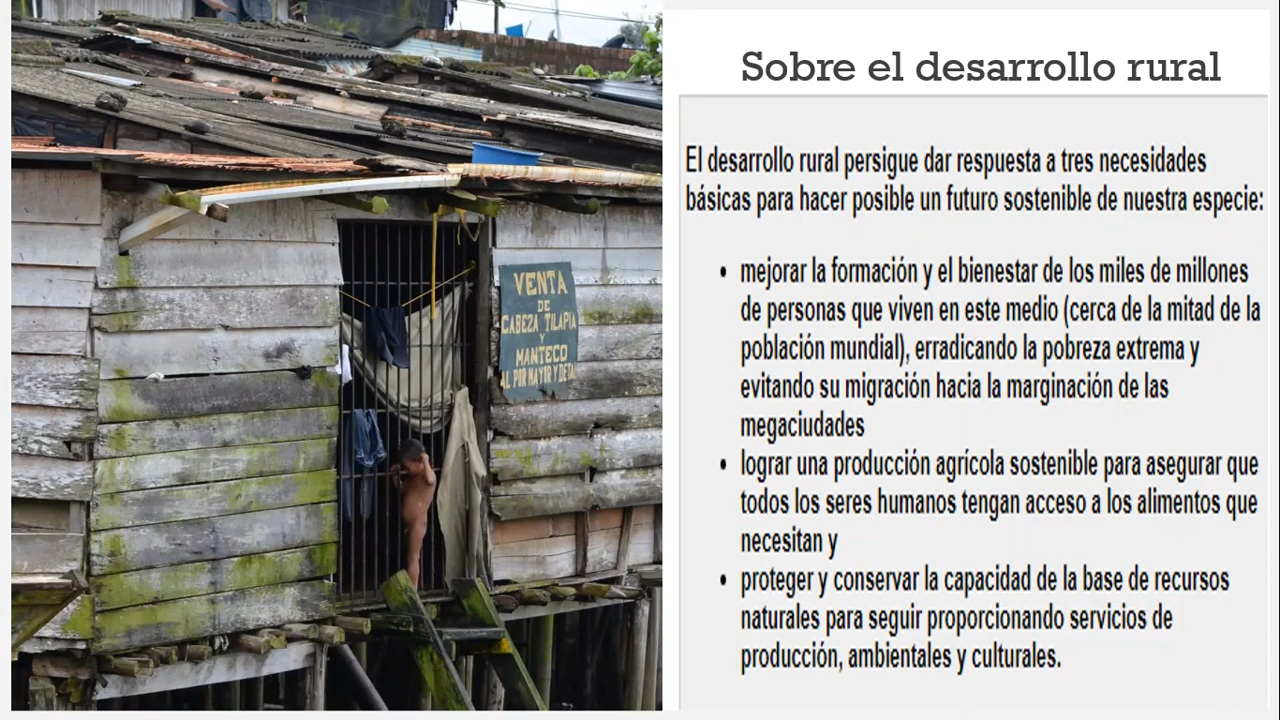 Sobre el desarrollo rural
El desarrollo rural persigue dar respuesta a tres necesidades
básicas para hacer posible un futuro sostenible de nuestra especie:
• mejorar la formación y el bienestar de los miles de millones
de personas que viven en este medio (cerca de la mitad de la
población mundial), erradicando la pobreza extrema y
evitando su migración hacia la marginación de las
megaciudades
• lograr una producción agrícola sostenible para asegurar que
todos los seres humanos tengan acceso a los alimentos que
necesitan y
• proteger y conservar la capacidad de la base de recursos
naturales para seguir proporcionando servicios de
producción, ambientales y culturales.
VENTA
DE
CABEZA TILAPIA
Y
MANTECO
AL POR MAYOR Y DETAL